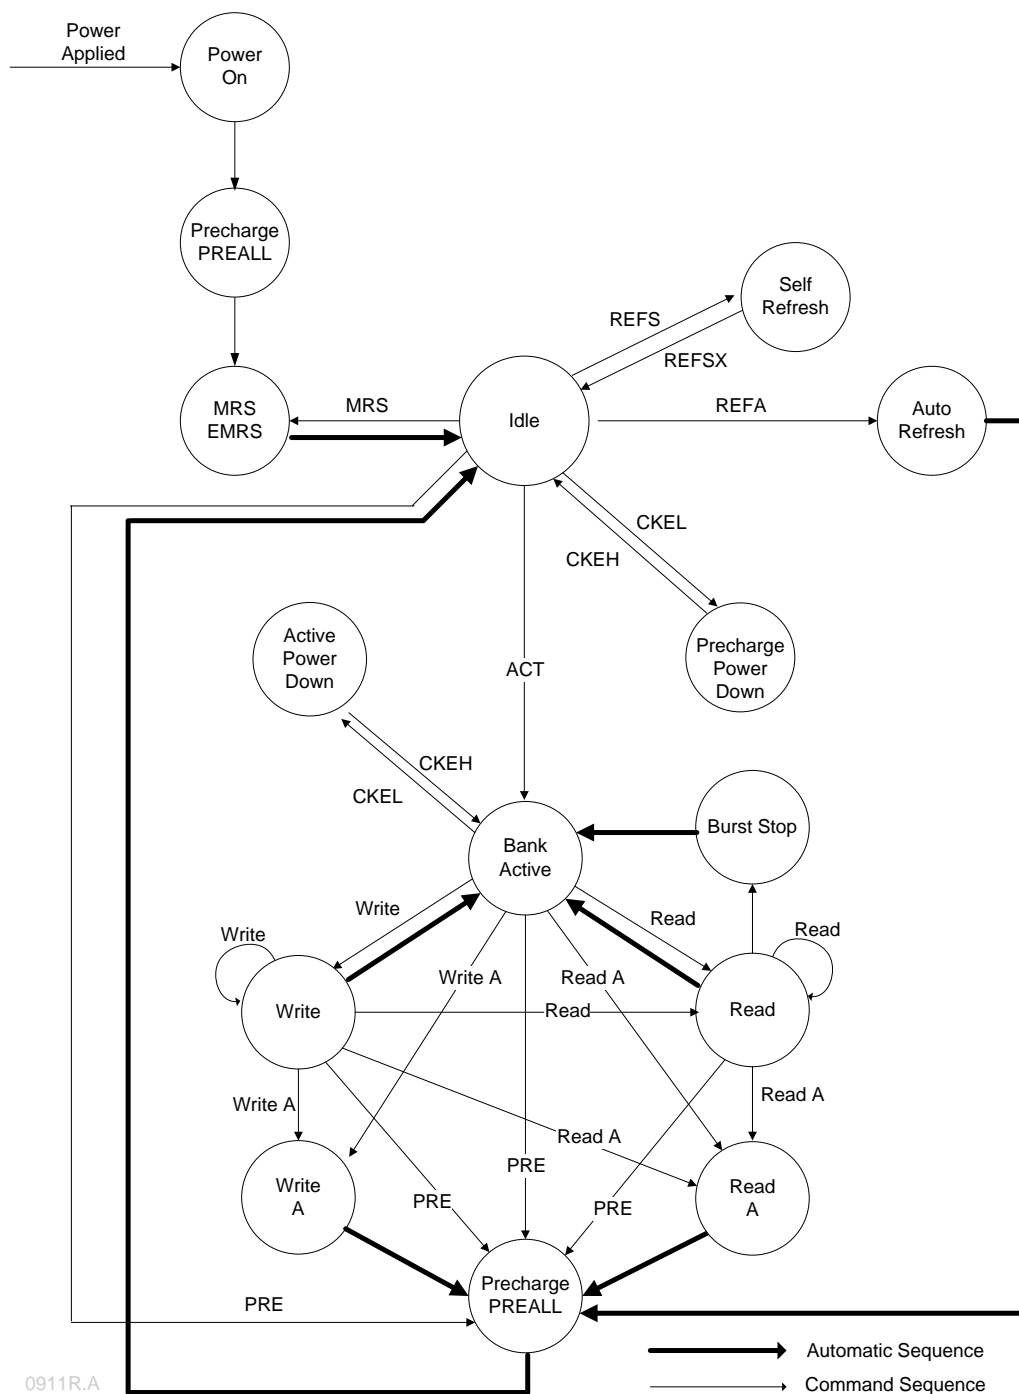 Power
Applied
Power
On
Precharge
PREALL
Self
Refresh
REFS
REFSX
MRS
EMRS
MRS
Idle
REFA
Auto
Refresh
CKEL
CKEH
Active
Power
Down
ACT
Precharge
Power
Down
CKEH
CKEL
Burst Stop
Bank
Active
Write
Read
Write
Read
Write A
Read A
Write
Read
Read
Write A
Read A
Read A
Write
A
PRE
PRE
PRE
Read
A
Precharge
PREALL
PRE
Automatic Sequence
Command Sequence
0911R.A